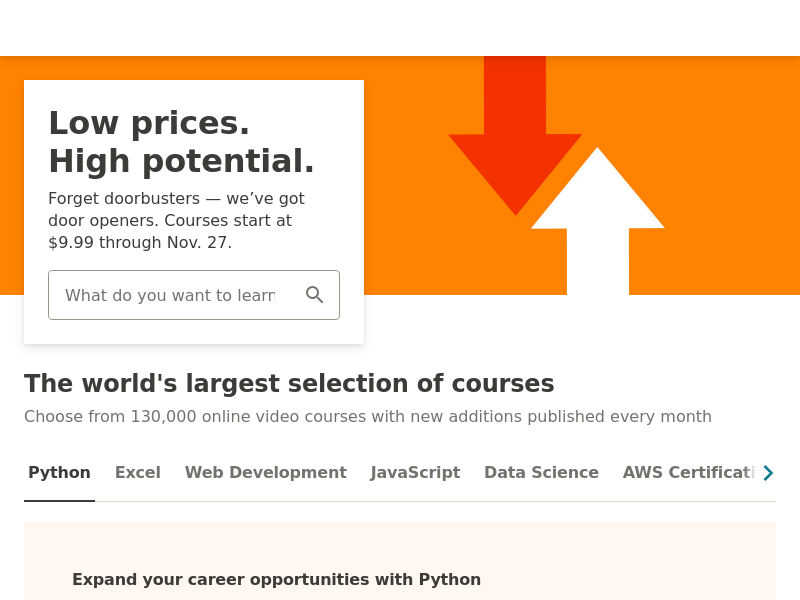 Low prices.
High potential.
Forget doorbusters — we’ve got
door openers. Courses start at
$9.99 through Nov. 27.
What do you want to learn
The world's largest selection of courses
Choose from 130,000 online video courses with new additions published every month
Python Excel Web Development JavaScript Data Science AWS Certificati
Expand your career opportunities with Python